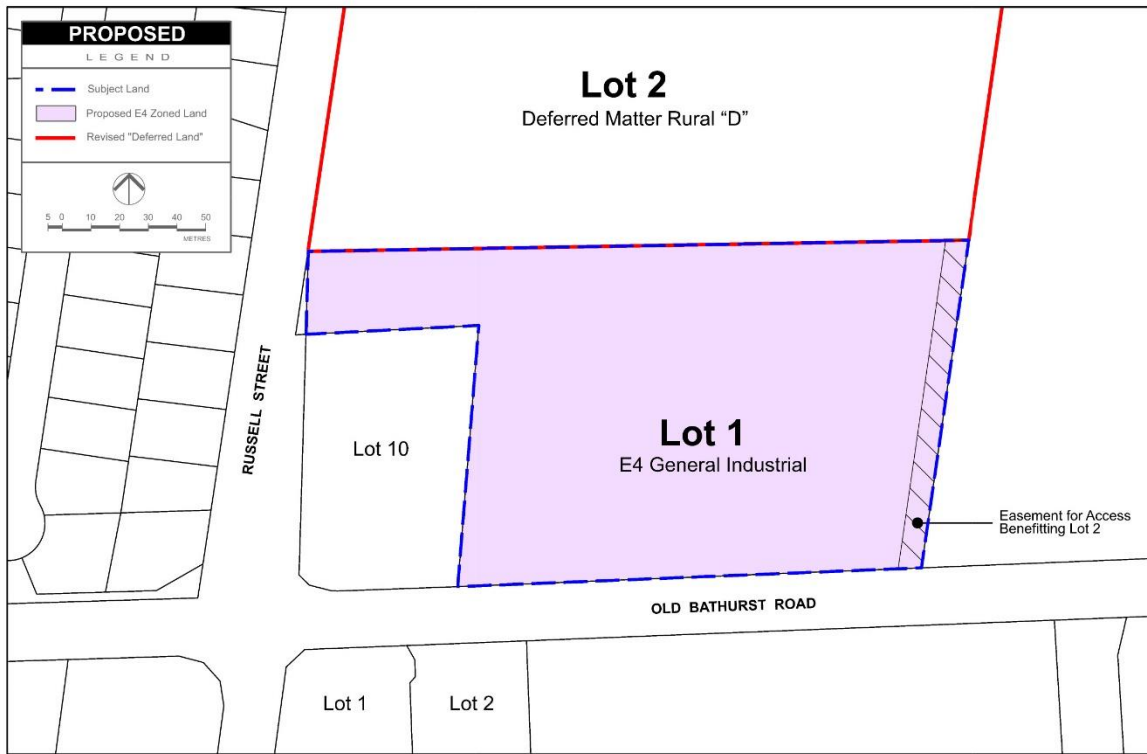 PROPOSED
LEGEND
Subject Land
Proposed E4 Zoned Land
Revised "Deferred Land"
5 0 10 20 30 40 50
METRES
Lot 2
Deferred Matter Rural “D”
RUSSELL STREET
Lot 10
Lot 1
E4 General Industrial
Easement for Access
Benefitting Lot 2
OLD BATHURST ROAD
Lot 1
Lot 2